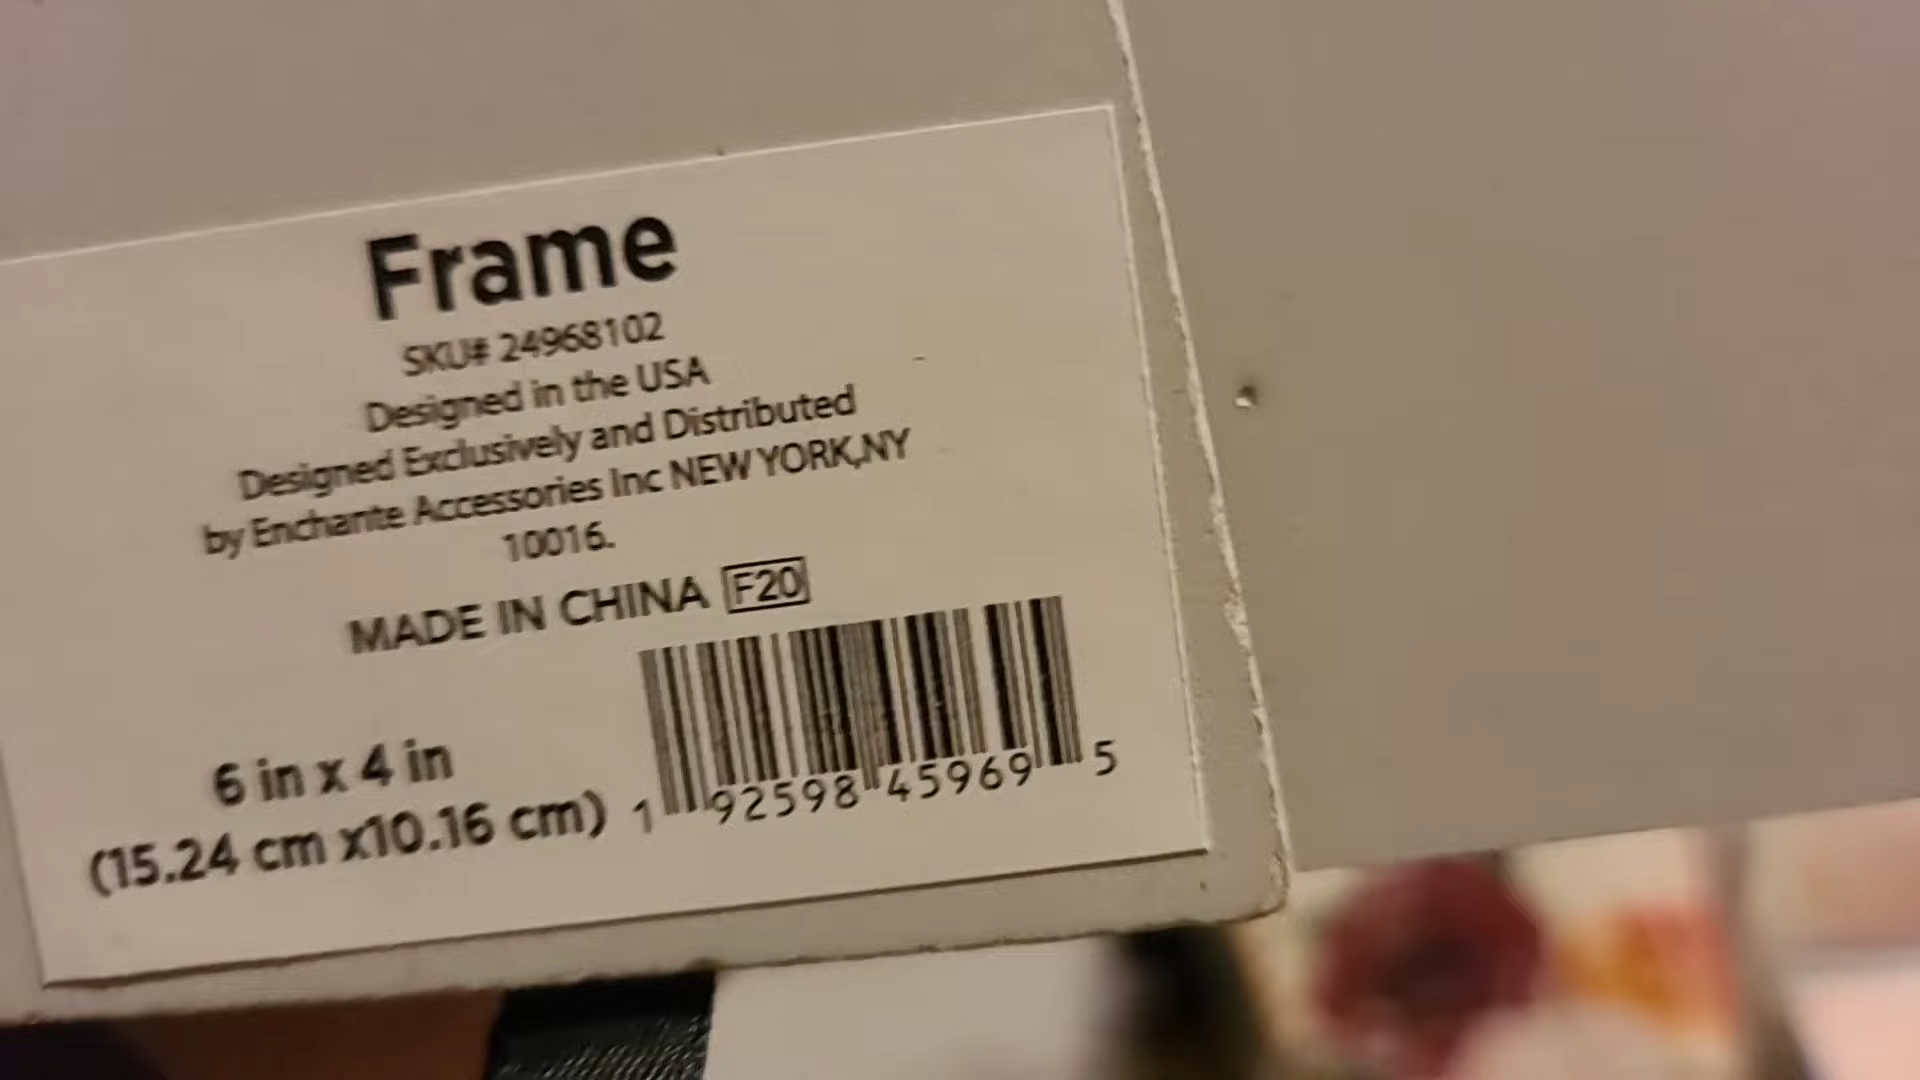 Frame
SKU# 24968102
Designed in the USA
Designed Exclusively and Distributed
by Enchante Accessories Inc NEW YORK,NY
10016.
MADE IN CHINA F20
6 in x 4 in
(15.24 cm x10.16 cm)
1 92598 45969 5